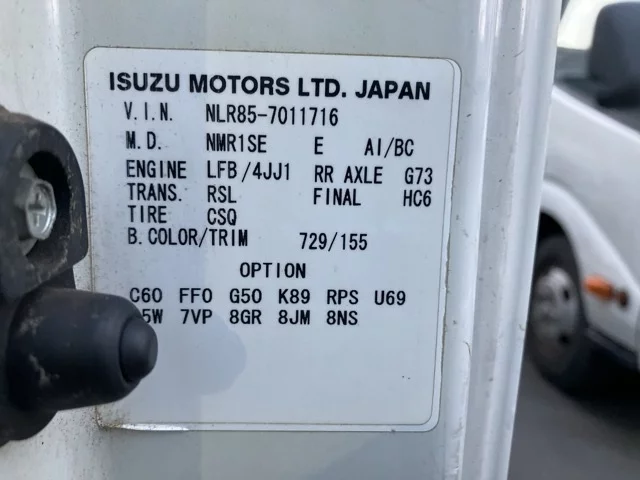 ISUZU MOTORS LTD. JAPAN
V.I.N. NLR85-7011716
M.D. NMR1SE E AI/BC
ENGINE LFB/4JJ1 RR AXLE G73
TRANS. RSL FINAL HC6
TIRE CSQ
B.COLOR/TRIM 729/155
OPTION
C60 FF0 G50 K89 RPS U69
7VP 8GR 8JM 8NS